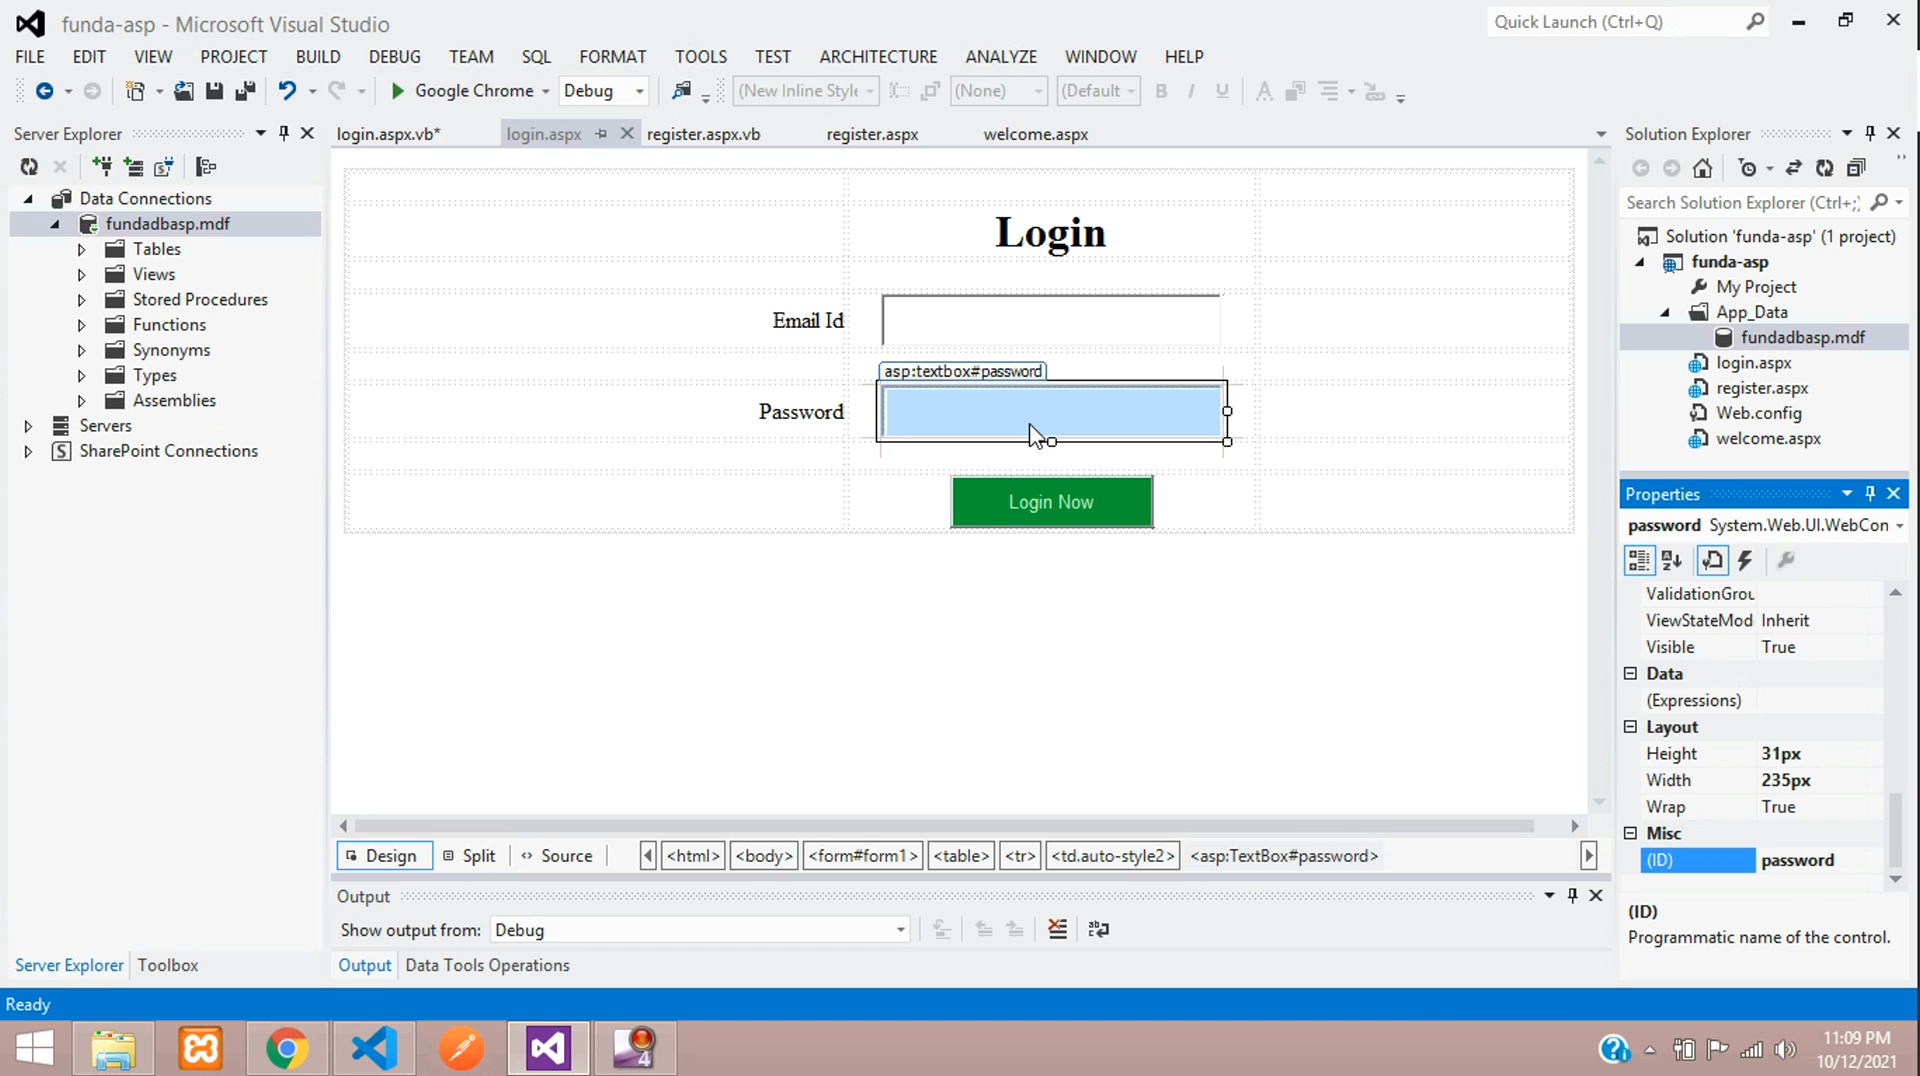 funda-asp - Microsoft Visual Studio
Quick Launch (Ctrl+Q)
FILE EDIT VIEW PROJECT BUILD DEBUG TEAM SQL FORMAT TOOLS TEST ARCHITECTURE ANALYZE WINDOW HELP
Google Chrome Debug (New Inline Style (None) (Default B I U A
Server Explorer
login.aspx.vb* login.aspx register.aspx.vb register.aspx welcome.aspx
Solution Explorer
Data Connections
fundadbasp.mdf
Tables
Views
Stored Procedures
Functions
Synonyms
Types
Assemblies
Servers
SharePoint Connections
Login
Email Id
asp:textbox#password
Password
Login Now
Search Solution Explorer (Ctrl+;)
Solution 'funda-asp' (1 project)
funda-asp
My Project
App_Data
fundadbasp.mdf
login.aspx
register.aspx
Web.config
welcome.aspx
Properties
password System.Web.UI.WebCon
ValidationGrou
ViewStateMod Inherit
Visible True
Data
(Expressions)
Layout
Height 31px
Width 235px
Wrap True
Misc
(ID) password
(ID)
Programmatic name of the control.
Design Split Source <html> <body> <form#form1> <table> <tr> <td.auto-style2> <asp:TextBox#password>
Output
Show output from: Debug
Server Explorer Toolbox
Output Data Tools Operations
Ready
4
11:09 PM
10/12/2021